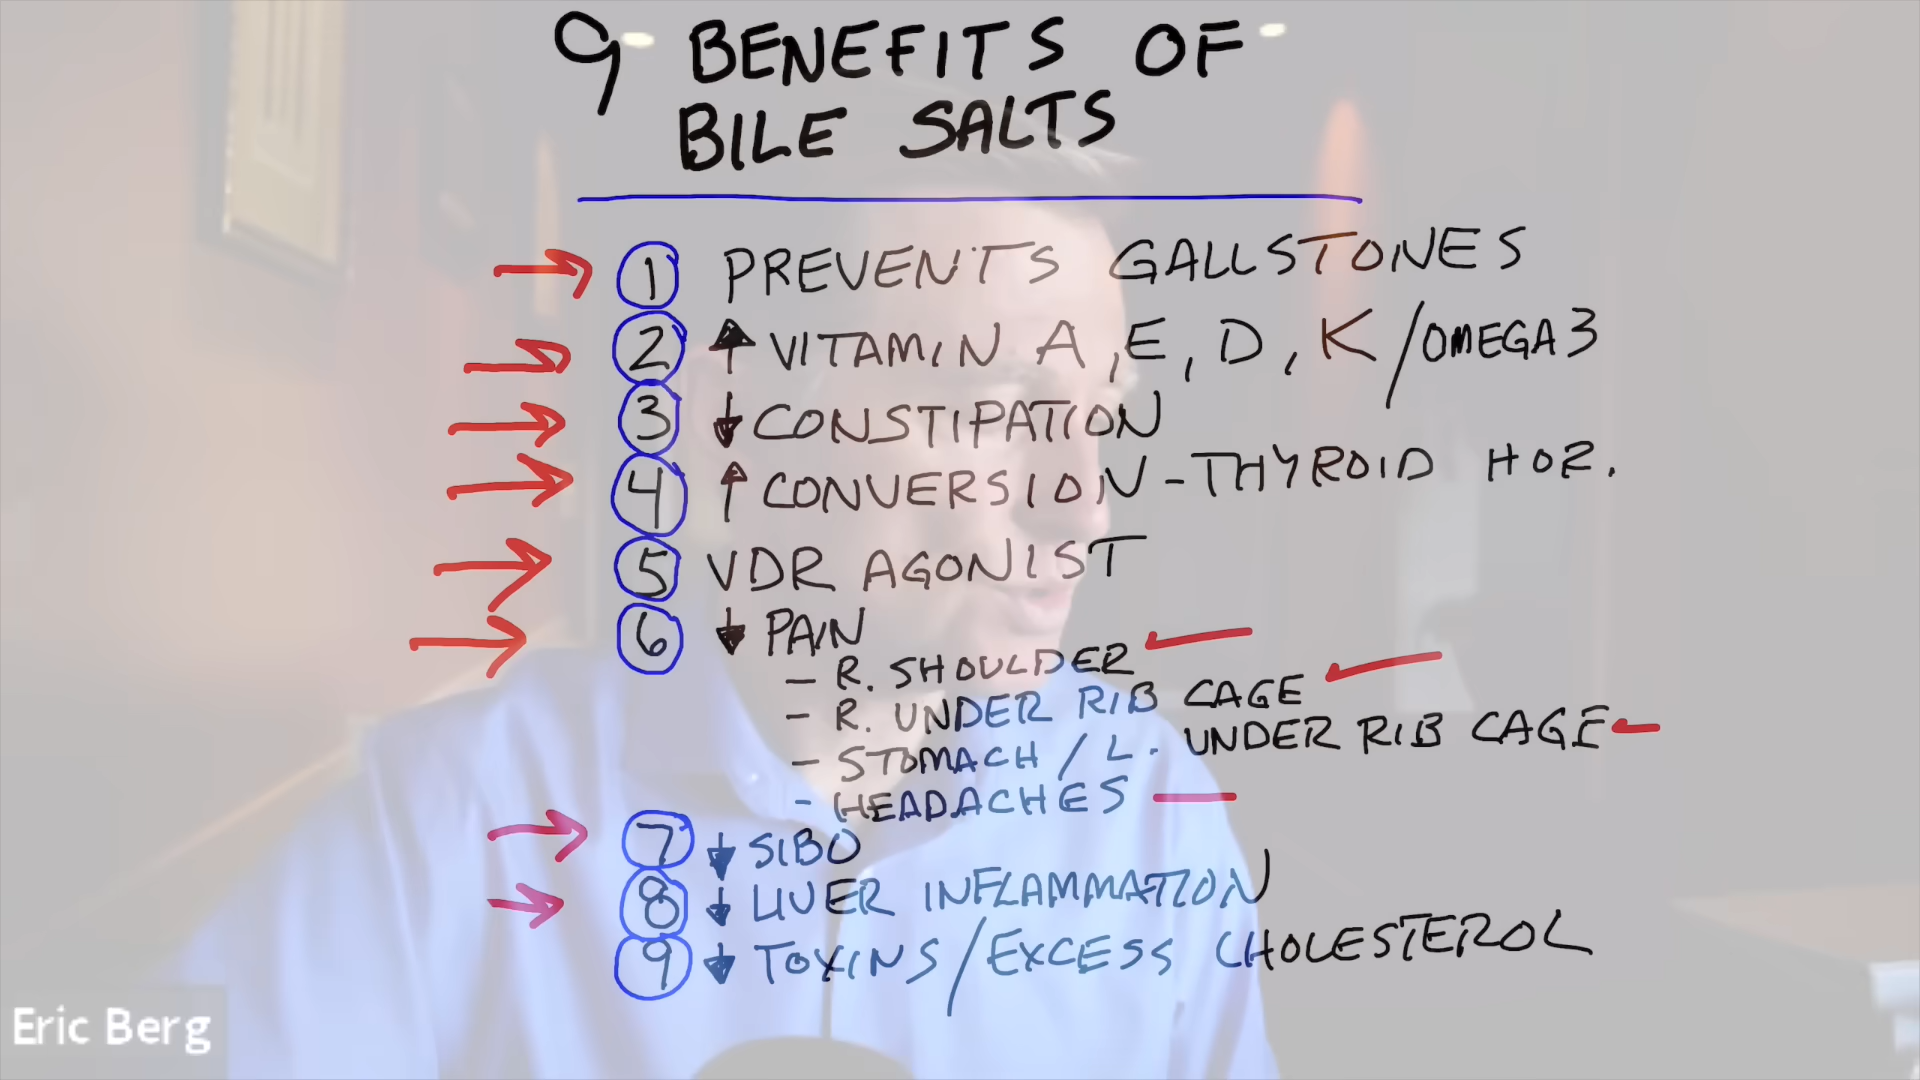 9 BENEFITS OF
BILE SALTS
1 PREVENTS GALLSTONES
2 ↑ VITAMIN A, E, D, K/OMEGA 3
3 ↓ CONSTIPATION
4 ↑ CONVERSION - THYROID HOR.
5 VDR AGONIST
6 ↓ PAIN
- R. SHOULDER
- R. UNDER RIB CAGE
- STOMACH / L. UNDER RIB CAGE
- HEADACHES
7 ↓ SIBO
8 ↓ LIVER INFLAMMATION
9 ↓ TOXINS/EXCESS CHOLESTEROL
Eric Berg